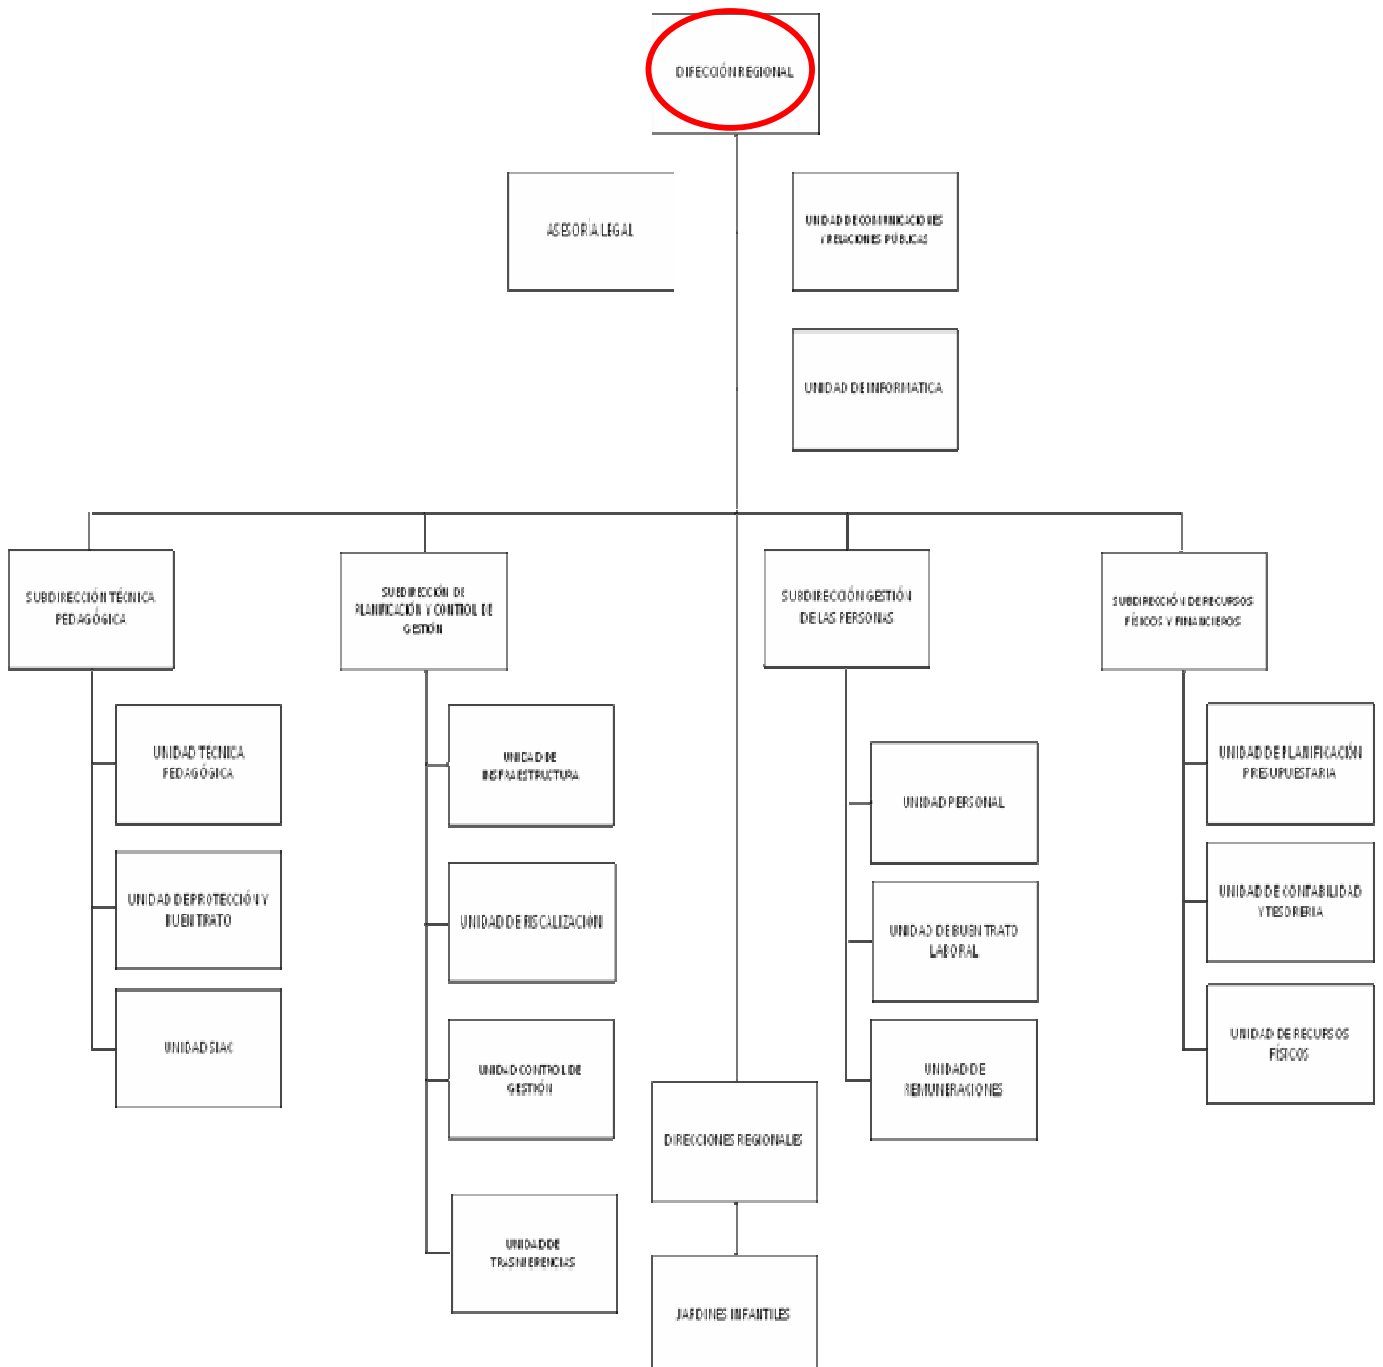 DIRECCIÓN REGIONAL
ASESORÍA LEGAL
UNIDAD DE COMUNICACIONES
Y RELACIONES PÚBLICAS
UNIDAD DE INFORMATICA
SUBDIRECCIÓN TÉCNICA
PEDAGÓGICA
SUBDIRECCIÓN DE
PLANIFICACIÓN Y CONTROL DE
GESTIÓN
SUBDIRECCIÓN GESTIÓN
DE LAS PERSONAS
SUBDIRECCIÓN DE RECURSOS
FÍSICOS Y FINANCIEROS
UNIDAD TÉCNICA
PEDAGÓGICA
UNIDAD DE PROTECCIÓN Y
BUEN TRATO
UNIDAD SIAC
UNIDAD DE
INSFRAESTRUCTURA
UNIDAD DE FISCALIZACIÓN
UNIDAD CONTROL DE
GESTIÓN
UNIDAD DE
TRASNFERENCIAS
UNIDAD PERSONAL
UNIDAD DE BUEN TRATO
LABORAL
UNIDAD DE
REMUNERACIONES
UNIDAD DE PLANIFICACIÓN
PRESUPUESTARIA
UNIDAD DE CONTABILIDAD
Y TESORERIA
UNIDAD DE RECURSOS
FÍSICOS
DIRECCIONES REGIONALES
JARDINES INFANTILES